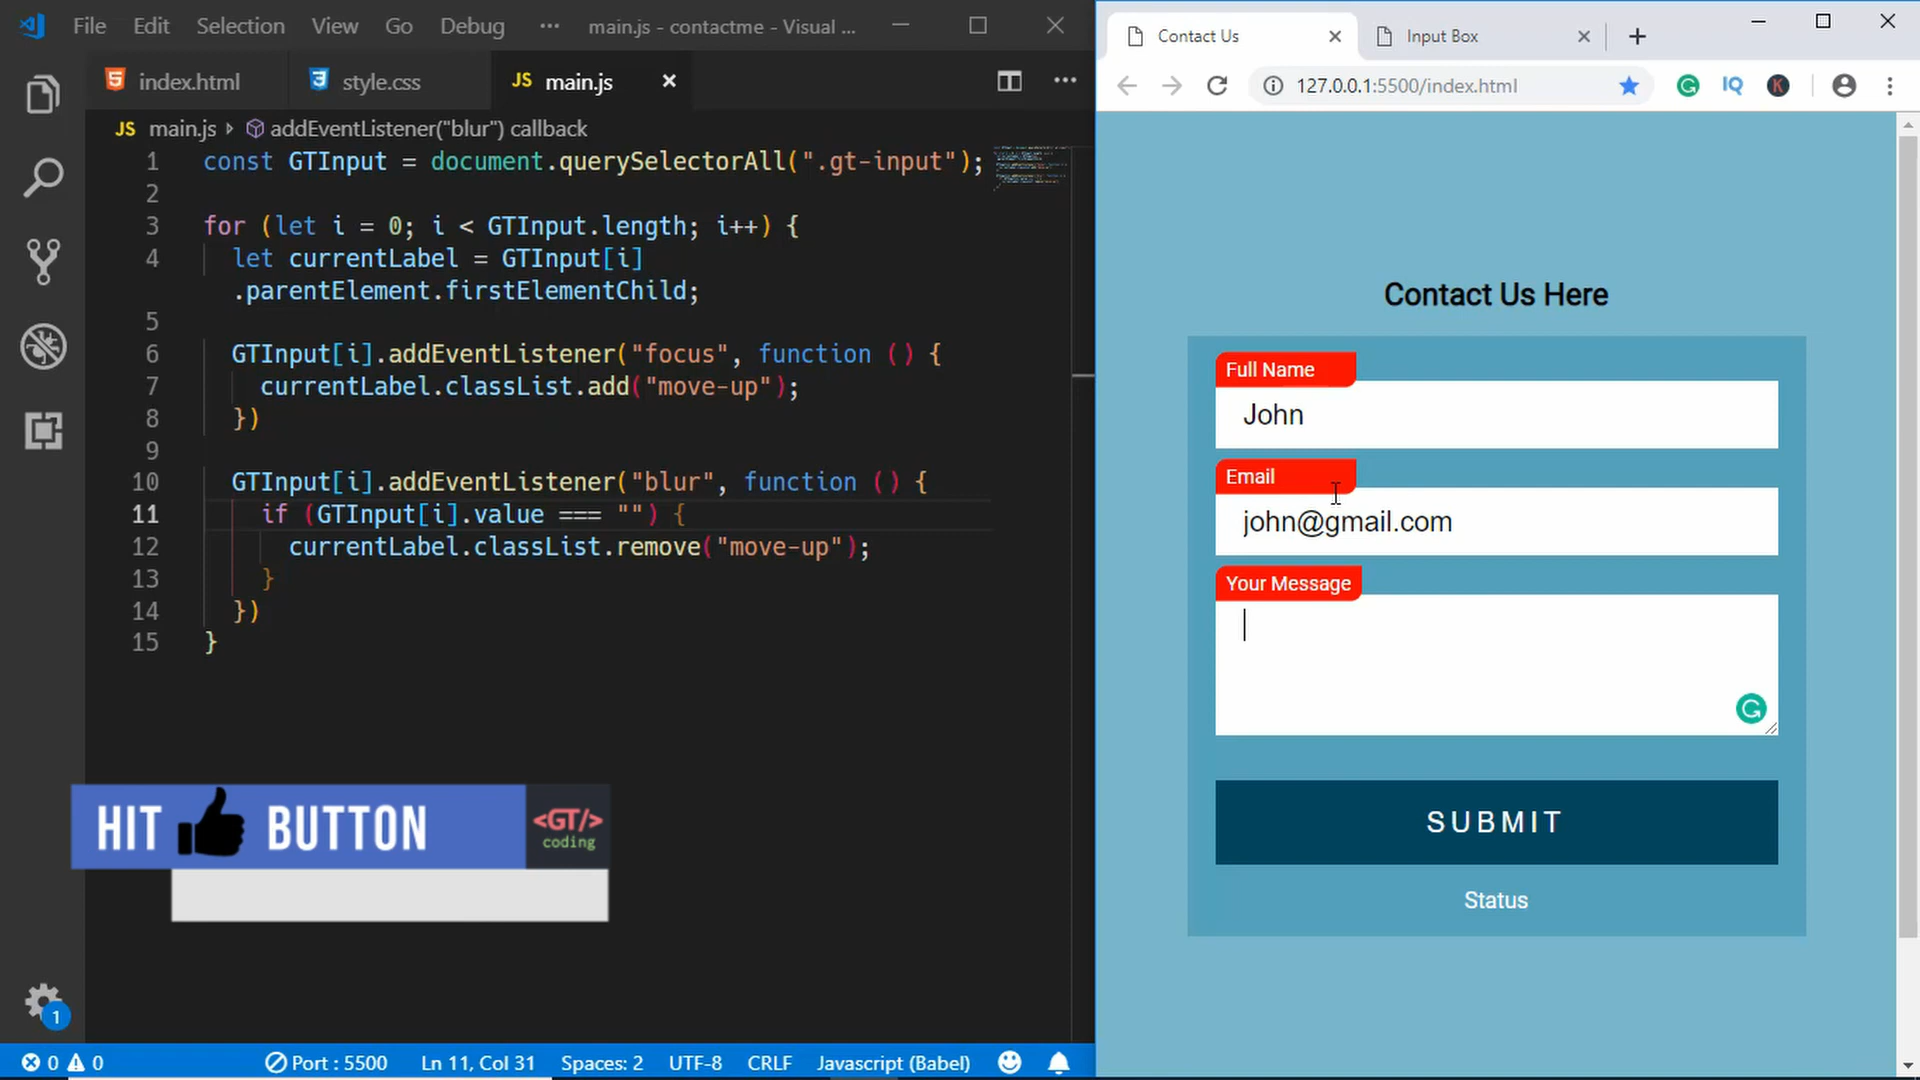 File Edit Selection View Go Debug ··· main.js - contactme - Visual ...
index.html
style.css
JS main.js
JS main.js addEventListener("blur") callback
1 const GTInput = document.querySelectorAll(".gt-input");
2
3 for (let i = 0; i < GTInput.length; i++) {
4 let currentLabel = GTInput[i]
.parentElement.firstElementChild;
5
6 GTInput[i].addEventListener("focus", function () {
7 currentLabel.classList.add("move-up");
8 })
9
10 GTInput[i].addEventListener("blur", function () {
11 if (GTInput[i].value === "") {
12 currentLabel.classList.remove("move-up");
13 }
14 })
15 }
HIT BUTTON
<GT/>
coding
1
0 0 Port : 5500 Ln 11, Col 31 Spaces: 2 UTF-8 CRLF Javascript (Babel)
Contact Us
Input Box
127.0.0.1:5500/index.html
IQ
K
Contact Us Here
Full Name
John
Email
john@gmail.com
Your Message
SUBMIT
Status